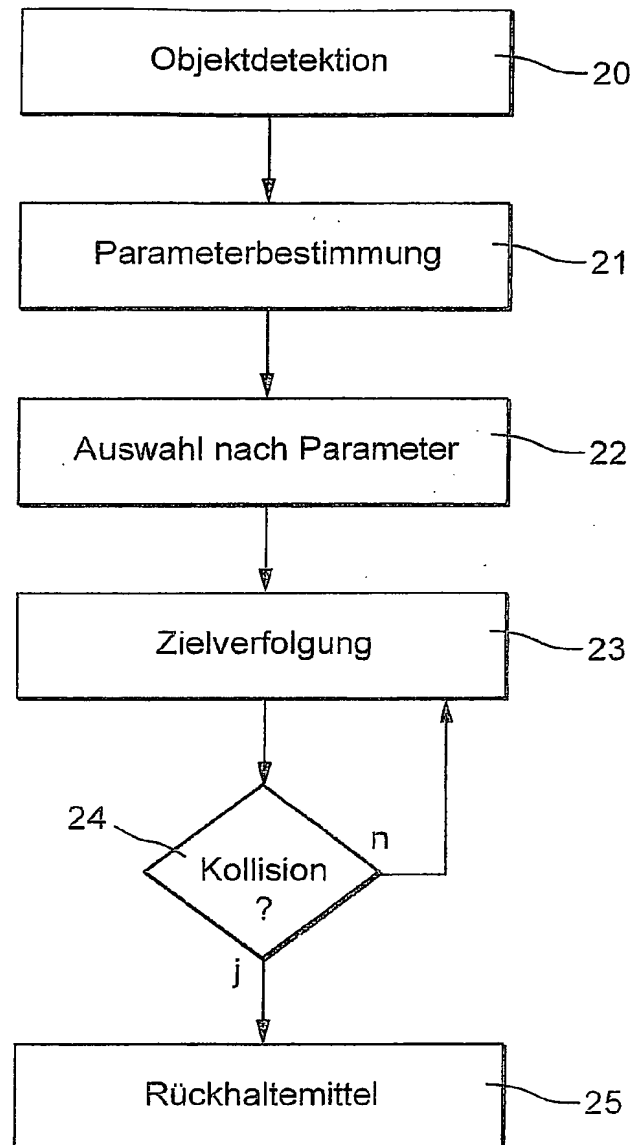 Objektdetektion
20
Parameterbestimmung
21
Auswahl nach Parameter
22
Zielverfolgung
23
24
n
Kollision
?
j
Rückhaltemittel
25